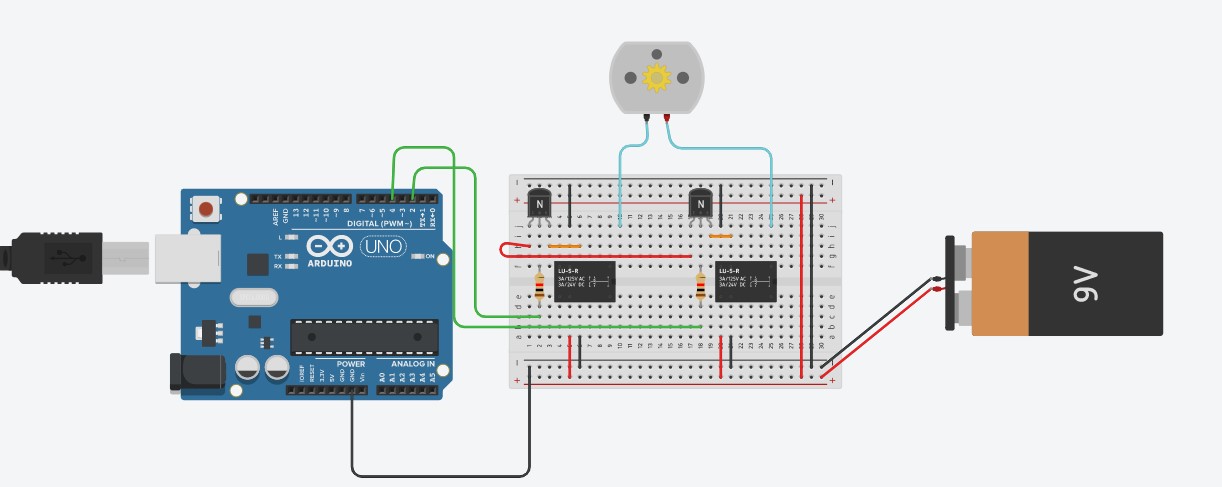 AREF
GND
13
12
~11
~10
~9
8
7
~6
~5
4
~3
2
TX→1
RX←0
DIGITAL (PWM~)
L
TX
RX
UNO
ON
ARDUINO
POWER
ANALOG IN
IOREF
RESET
3.3V
5V
GND
GND
Vin
A0
A1
A2
A3
A4
A5
N
N
LU-5-R
3A/125V AC
3A/24V DC
LU-5-R
3A/125V AC
3A/24V DC
9V